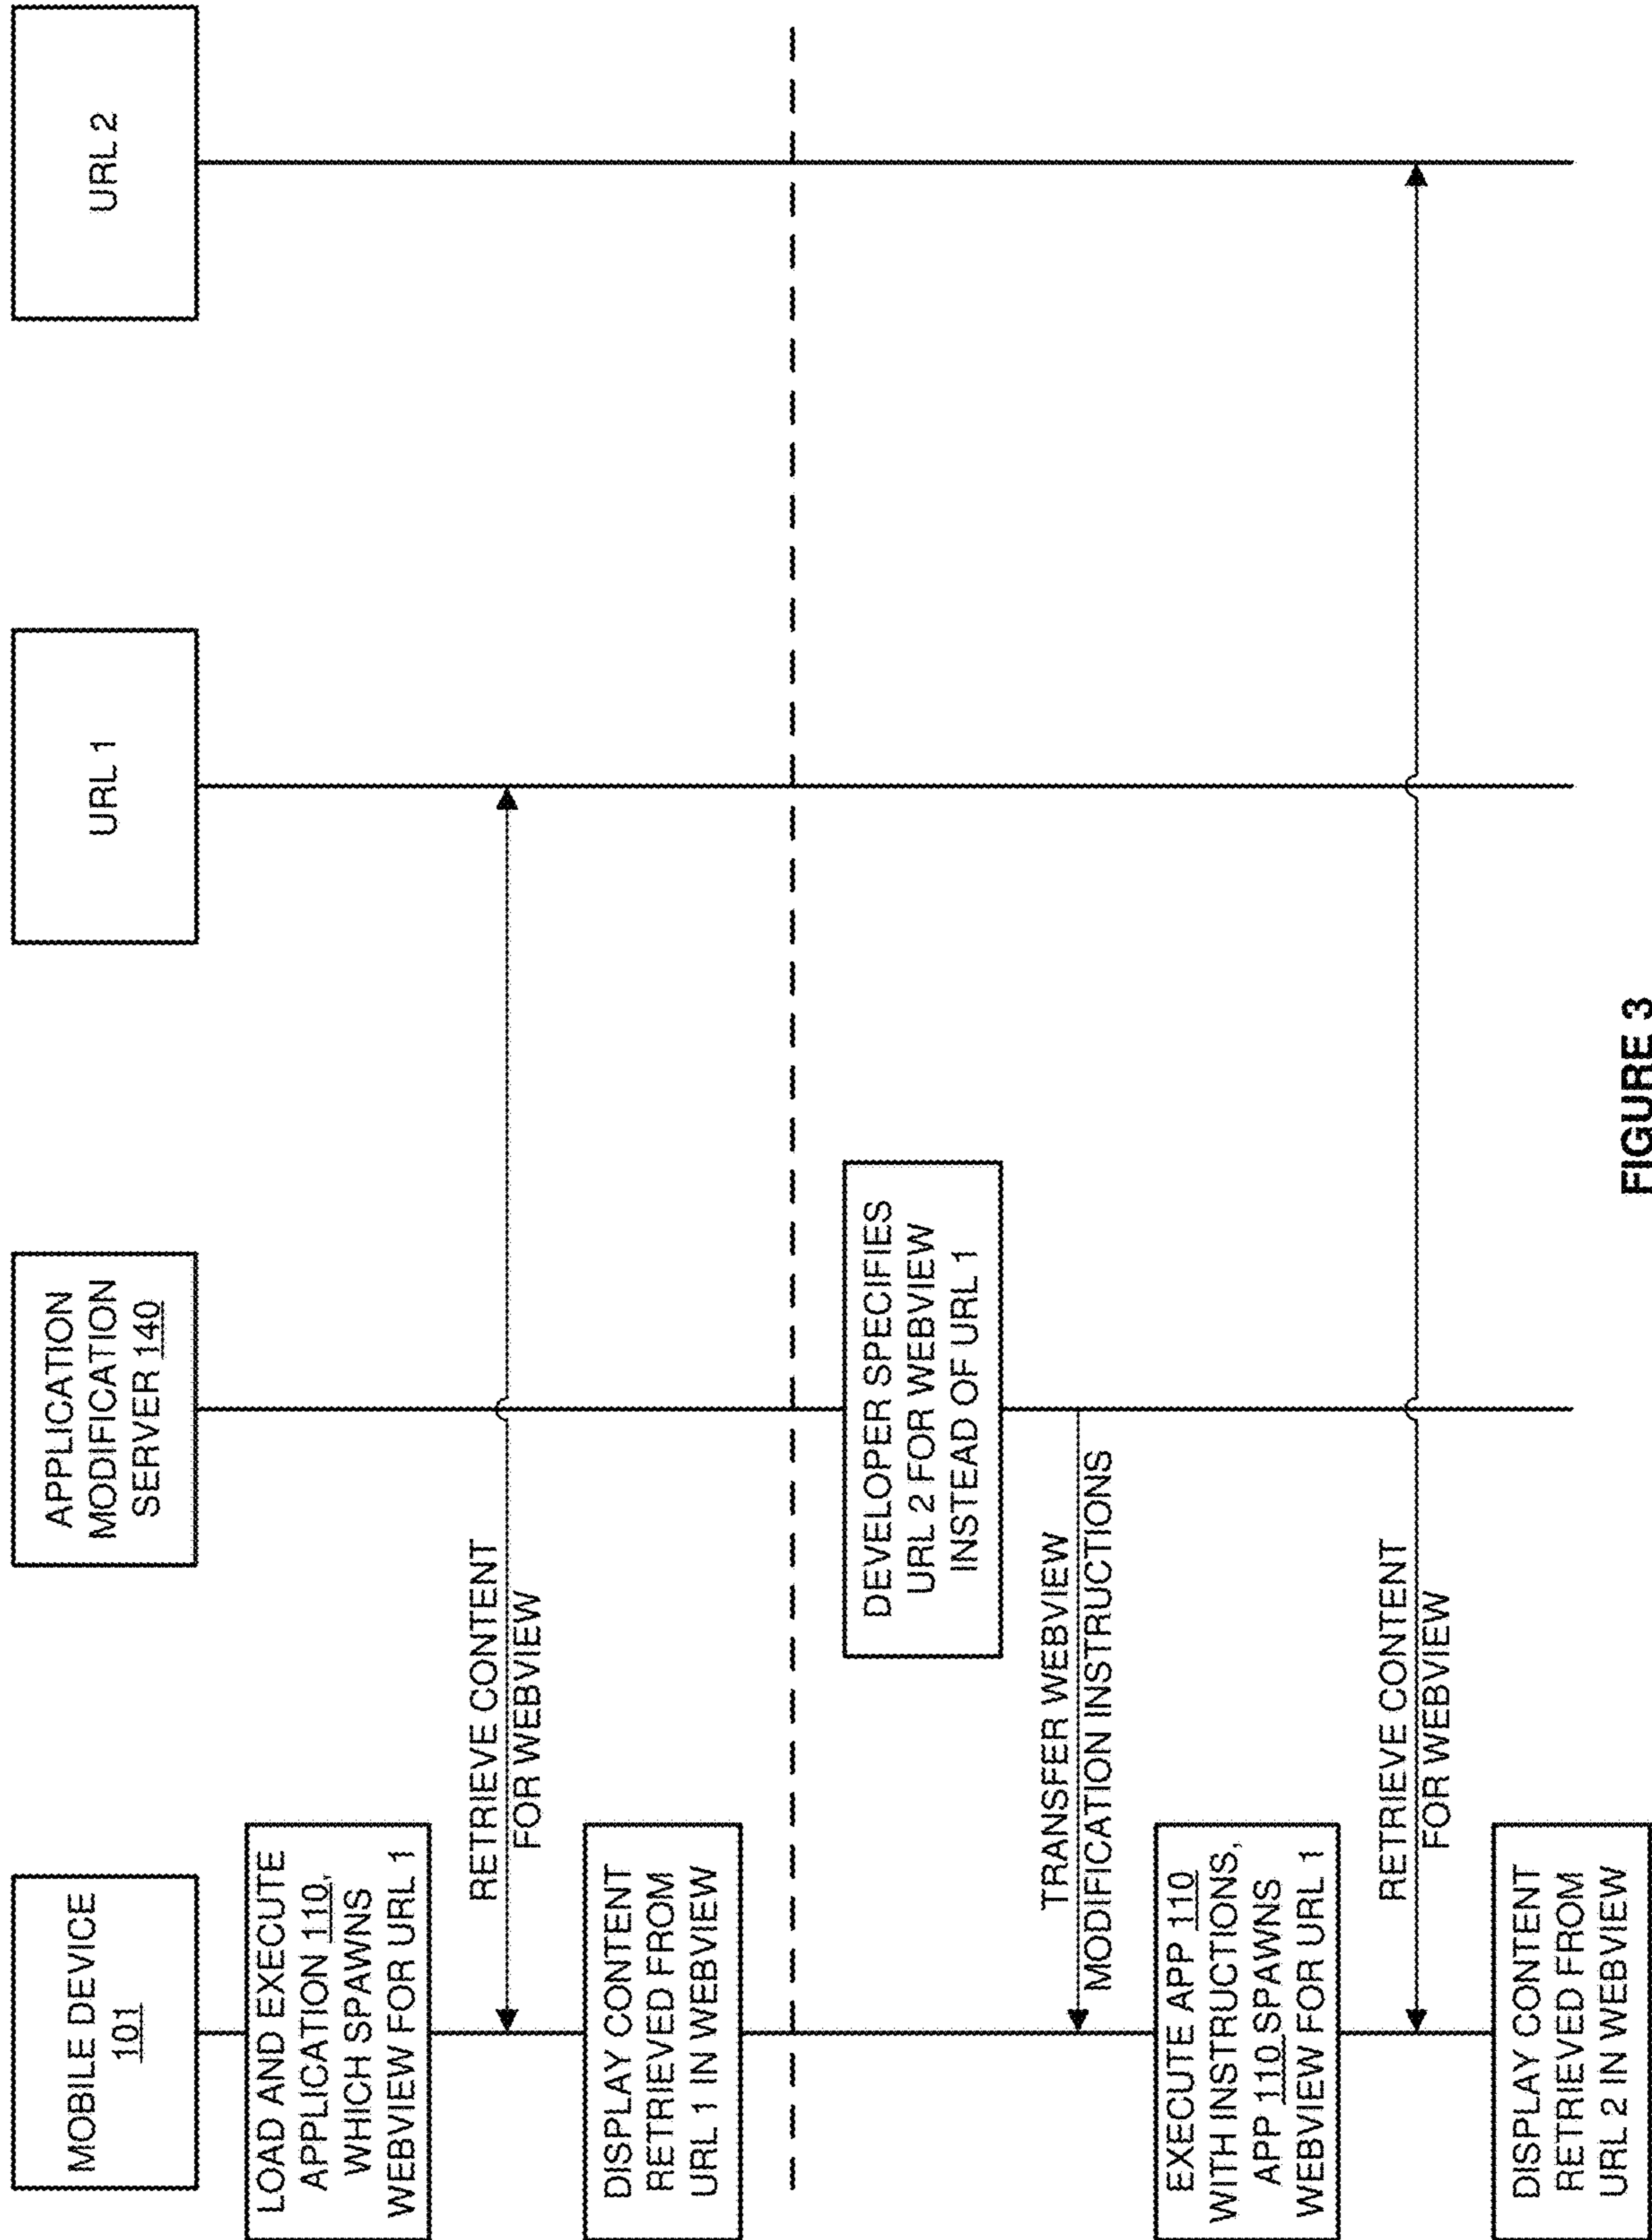 MOBILE DEVICE
101
APPLICATION
MODIFICATION
SERVER 140
URL 1
URL 2
LOAD AND EXECUTE
APPLICATION 110,
WHICH SPAWNS
WEBVIEW FOR URL 1
RETRIEVE CONTENT
FOR WEBVIEW
DISPLAY CONTENT
RETRIEVED FROM
URL 1 IN WEBVIEW
DEVELOPER SPECIFIES
URL 2 FOR WEBVIEW
INSTEAD OF URL 1
TRANSFER WEBVIEW
MODIFICATION INSTRUCTIONS
EXECUTE APP 110
WITH INSTRUCTIONS,
APP 110 SPAWNS
WEBVIEW FOR URL 1
RETRIEVE CONTENT
FOR WEBVIEW
DISPLAY CONTENT
RETRIEVED FROM
URL 2 IN WEBVIEW
FIGURE 3